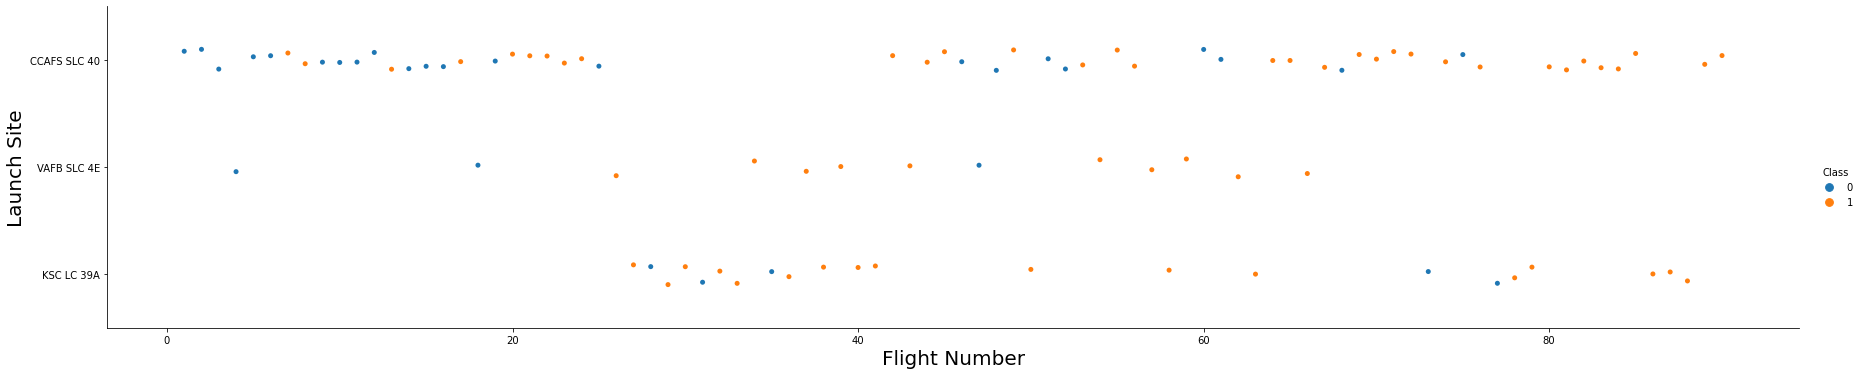 CCAFS SLC 40
VAFB SLC 4E
KSC LC 39A
Launch Site
0 20 40 60 80
Flight Number
Class
0
1